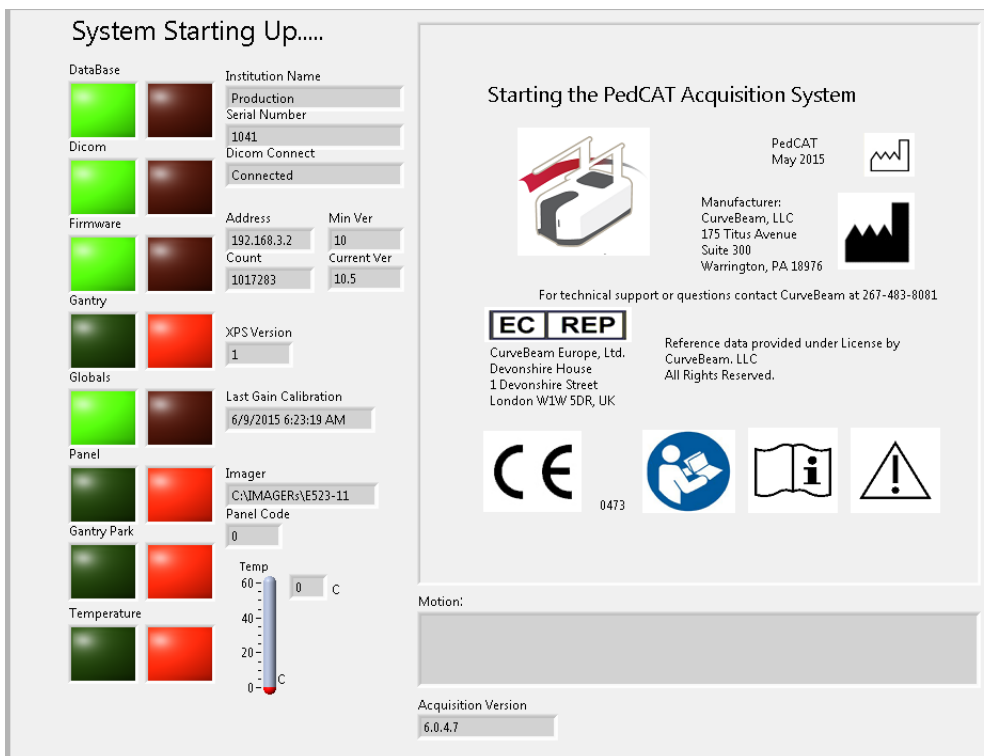 System Starting Up.....
DataBase
Institution Name
Production
Serial Number
1041
Dicom
Dicom Connect
Connected
Firmware
Address
Min Ver
192.168.3.2
10
Count
Current Ver
1017283
10.5
Gantry
XPS Version
1
Globals
Last Gain Calibration
6/9/2015 6:23:19 AM
Panel
Imager
C:\IMAGERs\E523-11
Panel Code
0
Gantry Park
Temp
60
0
C
40
20
0
C
Temperature
Starting the PedCAT Acquisition System
PedCAT
May 2015
Manufacturer:
CurveBeam, LLC
175 Titus Avenue
Suite 300
Warrington, PA 18976
For technical support or questions contact CurveBeam at 267-483-8081
EC REP
CurveBeam Europe, Ltd.
Devonshire House
1 Devonshire Street
London W1W 5DR, UK
Reference data provided under License by
CurveBeam. LLC
All Rights Reserved.
CE
0473
i
!
Motion:
Acquisition Version
6.0.4.7